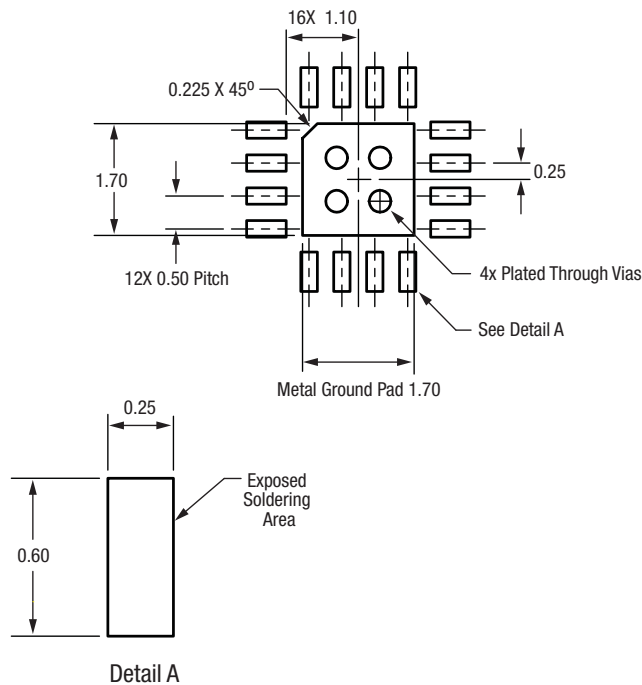 16X 1.10
0.225 X 45⁰
1.70
0.25
12X 0.50 Pitch
4x Plated Through Vias
See Detail A
Metal Ground Pad 1.70
0.25
Exposed
Soldering
Area
0.60
Detail A